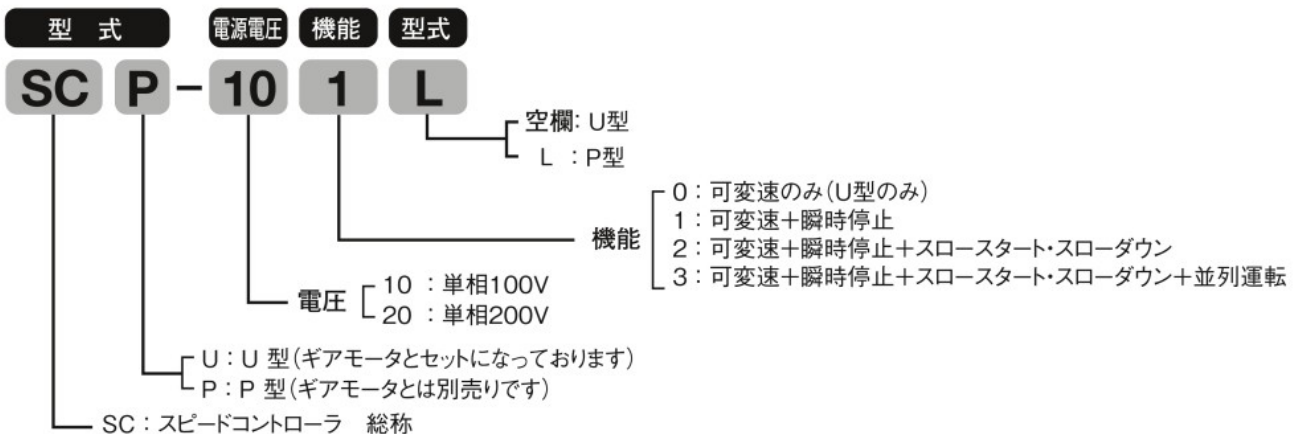 型 式 電源電圧 機能 型式
SC P - 10 1 L
空欄: U型
L : P型
0:可変速のみ(U型のみ)
1:可変速+瞬時停止
機能
2:可変速+瞬時停止+スロースタート・スローダウン
3:可変速+瞬時停止+スロースタート・スローダウン+並列運転
10 :単相100V
電圧
20 :単相200V
U:U 型(ギアモータとセットになっております)
P:P 型(ギアモータとは別売りです)
SC:スピードコントローラ 総称